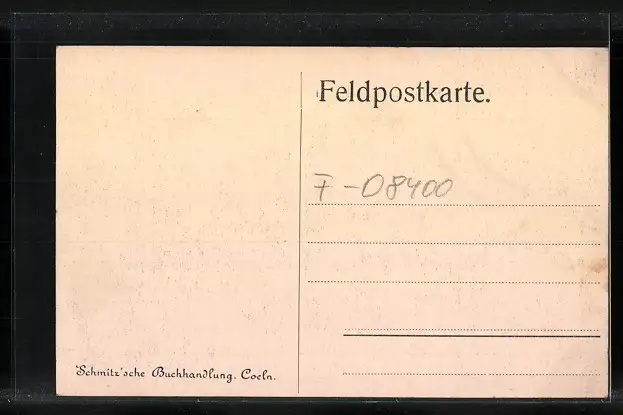 Feldpostkarte.
F-08400
Schmitz'sche Buchhandlung, Coeln.